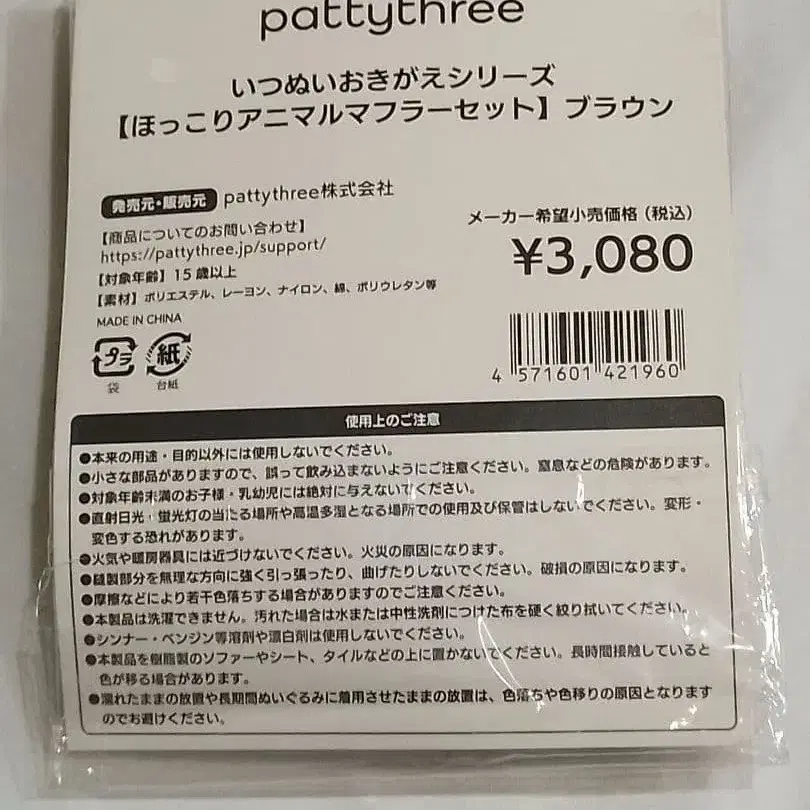 pattythree
いつぬいおきがえシリーズ
【ほっこりアニマルマフラーセット】ブラウン
発売元・販売元 pattythree株式会社
【商品についてのお問い合わせ】
https://pattythree.jp/support/
【対象年齢】15歳以上
【素材】ポリエステル、レーヨン、ナイロン、綿、ポリウレタン等
MADE IN CHINA
メーカー希望小売価格（税込）
¥3,080
プラ 紙
袋 台紙
4 571601 421960
使用上のご注意
●本来の用途・目的以外には使用しないでください。
●小さな部品がありますので、誤って飲み込まないようにご注意ください。窒息などの危険があります。
●対象年齢未満のお子様・乳幼児には絶対に与えないでください。
●直射日光・蛍光灯の当たる場所や高温多湿となる場所での使用及び保管はしないでください。変形・
変色する恐れがあります。
●火気や暖房器具には近づけないでください。火災の原因になります。
●縫製部分を無理な方向に強く引っ張ったり、曲げたりしないでください。破損の原因になります。
●摩擦などにより若干色落ちする場合がありますのでご注意ください。
●本製品は洗濯できません。汚れた場合は水または中性洗剤につけた布を硬く絞り拭いてください。
●シンナー・ベンジン等溶剤や漂白剤は使用しないでください。
●本製品を樹脂製のソファーやシート、タイルなどの上に置かないでください。長時間接触していると
色が移る場合があります。
●濡れたままの放置や長期間ぬいぐるみに着用させたままの放置は、色落ちや色移りの原因となります
のでお避けください。